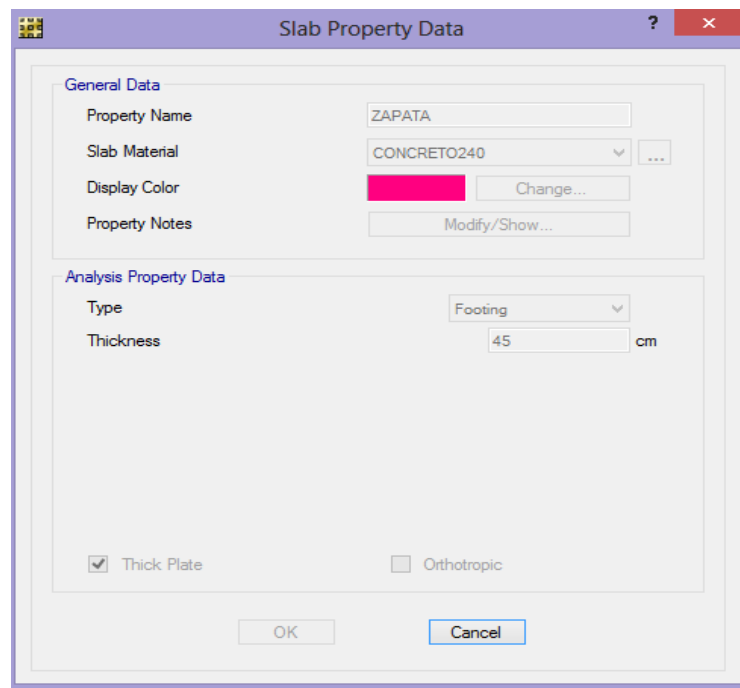 Slab Property Data ? ×
General Data
Property Name ZAPATA
Slab Material CONCRETO240 ...
Display Color Change...
Property Notes Modify/Show...
Analysis Property Data
Type Footing
Thickness 45 cm
Thick Plate Orthotropic
OK Cancel